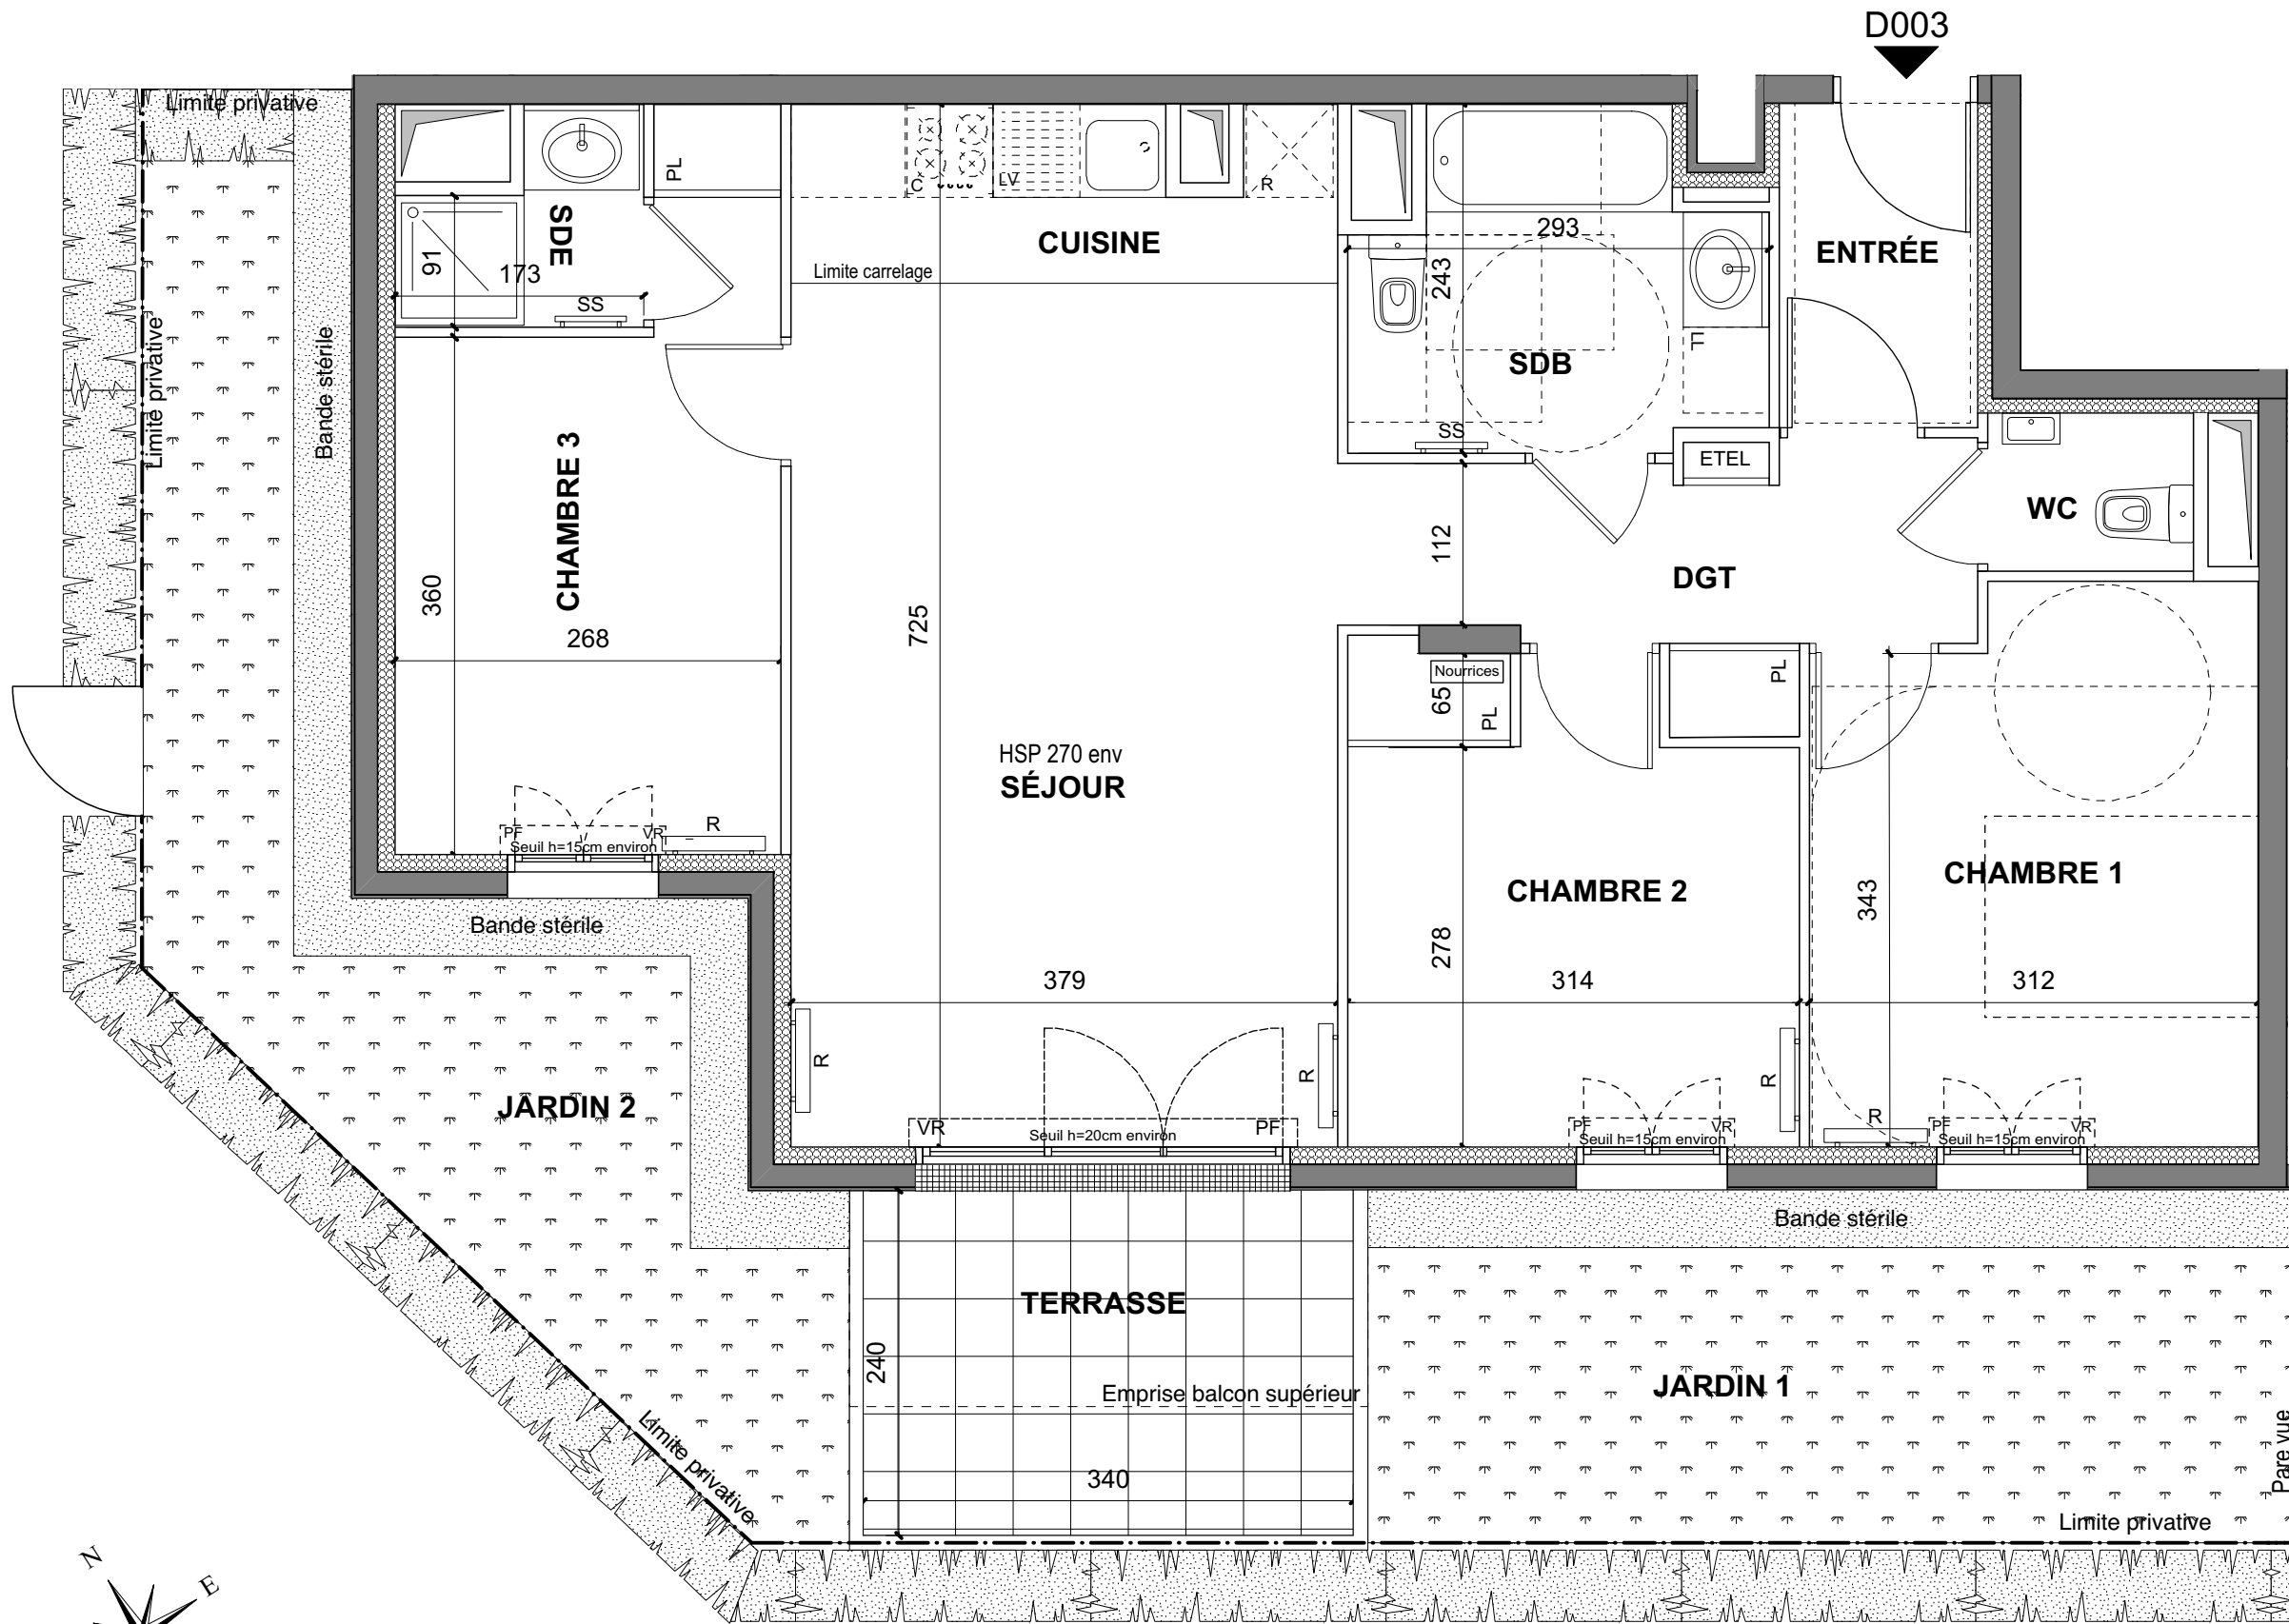 D003
Limite privative
PL
C
LV
R
SDE
CUISINE
293
ENTRÉE
91
173
Limite carrelage
243
SS
Limite privative
Bande stérile
SDB
SS
ETEL
CHAMBRE 3
WC
112
DGT
360
725
268
Nourrices
65
PL
PL
HSP 270 env
SÉJOUR
R
PF
VR
Seuil h=15cm environ
CHAMBRE 1
CHAMBRE 2
343
Bande stérile
278
379
314
312
R
R
R
R
JARDIN 2
VR
Seuil h=20cm environ
PF
PF
VR
Seuil h=15cm environ
PF
VR
Seuil h=15cm environ
Bande stérile
TERRASSE
240
Emprise balcon supérieur
JARDIN 1
Limite privative
340
Pare vue
Limite privative
N
E